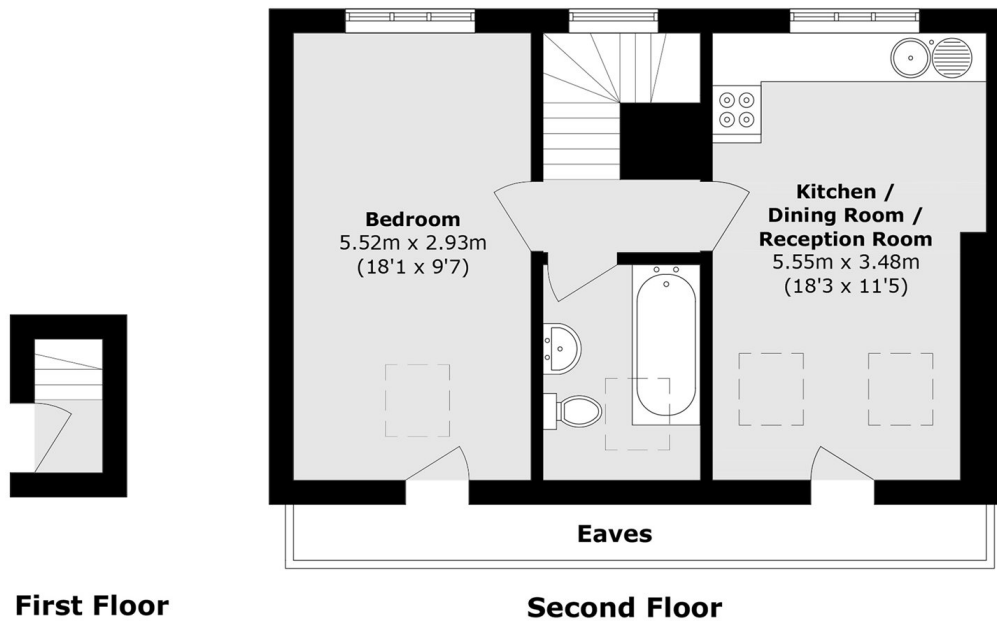 Bedroom
5.52m x 2.93m
(18'1 x 9'7)
Kitchen /
Dining Room /
Reception Room
5.55m x 3.48m
(18'3 x 11'5)
Eaves
First Floor
Second Floor